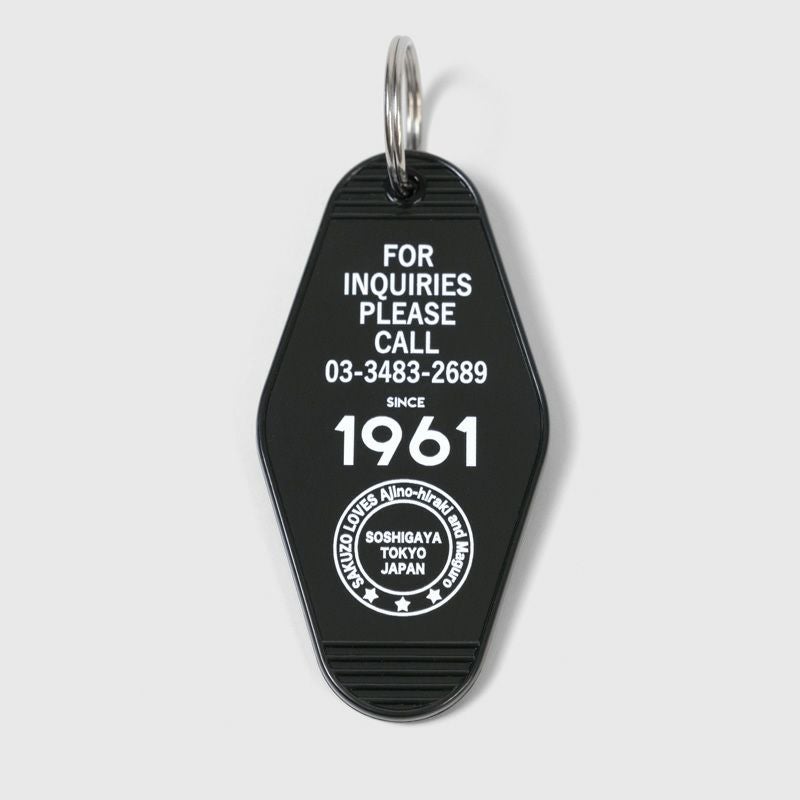 FOR
INQUIRIES
PLEASE
CALL
03-3483-2689
SINCE
1961
SAKUZO LOVES Ajino-hiraki and Maguro
SOSHIGAYA
TOKYO
JAPAN